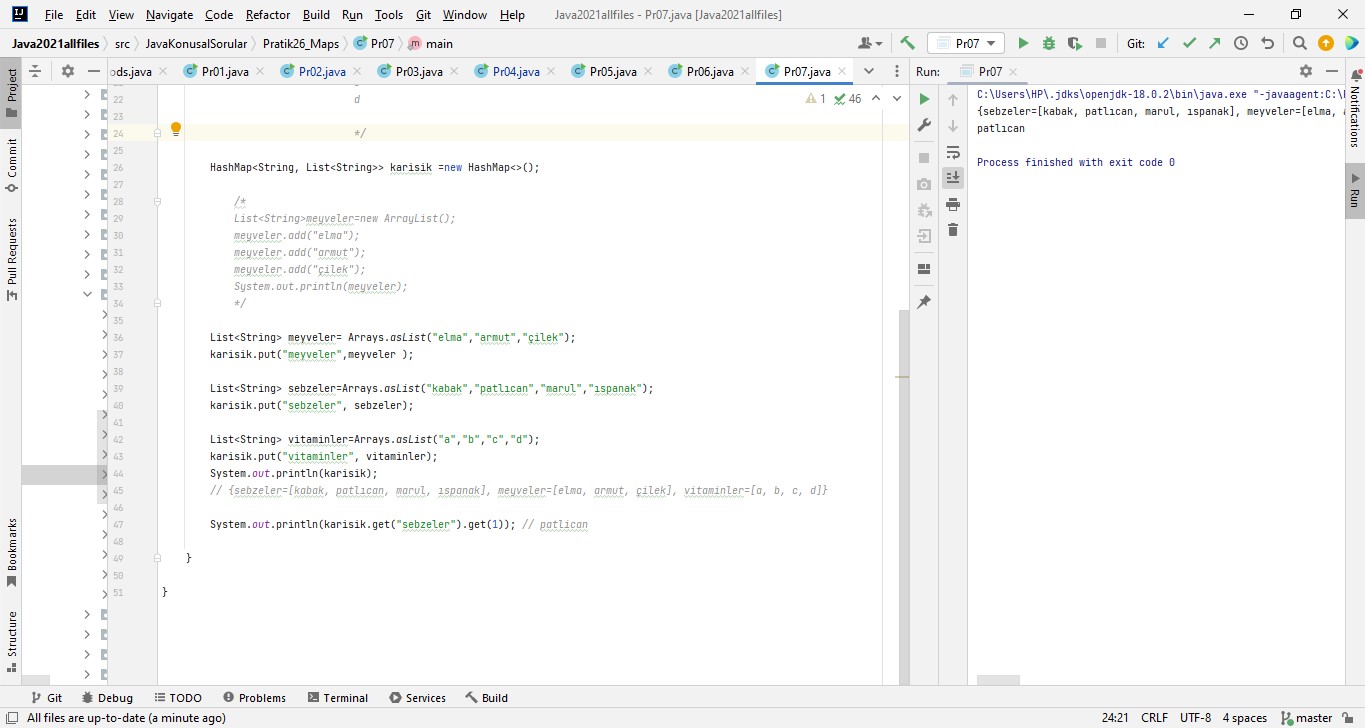 File Edit View Navigate Code Refactor Build Run Tools Git Window Help Java2021allfiles - Pr07.java [Java2021allfiles]
Java2021allfiles src JavaKonusalSorular Pratik26_Maps Pr07 main Pr07 Git:
ods.java Pr01.java Pr02.java Pr03.java Pr04.java Pr05.java Pr06.java Pr07.java Run: Pr07
Project
Commit
Pull Requests
Bookmarks
Structure
1 46
22 d
23
24 */
25
26 HashMap<String, List<String>> karisik =new HashMap<>();
27
28 /*
29 List<String>meyveler=new ArrayList();
30 meyveler.add("elma");
31 meyveler.add("armut");
32 meyveler.add("çilek");
33 System.out.println(meyveler);
34 */
35
36 List<String> meyveler= Arrays.asList("elma","armut","çilek");
37 karisik.put("meyveler",meyveler );
38
39 List<String> sebzeler=Arrays.asList("kabak","patlıcan","marul","ıspanak");
40 karisik.put("sebzeler", sebzeler);
41
42 List<String> vitaminler=Arrays.asList("a","b","c","d");
43 karisik.put("vitaminler", vitaminler);
44 System.out.println(karisik);
45 // {sebzeler=[kabak, patlıcan, marul, ıspanak], meyveler=[elma, armut, çilek], vitaminler=[a, b, c, d]}
46
47 System.out.println(karisik.get("sebzeler").get(1)); // patlıcan
48
49 }
50
51 }
C:\Users\HP\.jdks\openjdk-18.0.2\bin\java.exe "-javaagent:C:\
{sebzeler=[kabak, patlıcan, marul, ıspanak], meyveler=[elma,
patlıcan
Process finished with exit code 0
Notifications
Run
Git Debug TODO Problems Terminal Services Build
All files are up-to-date (a minute ago) 24:21 CRLF UTF-8 4 spaces master